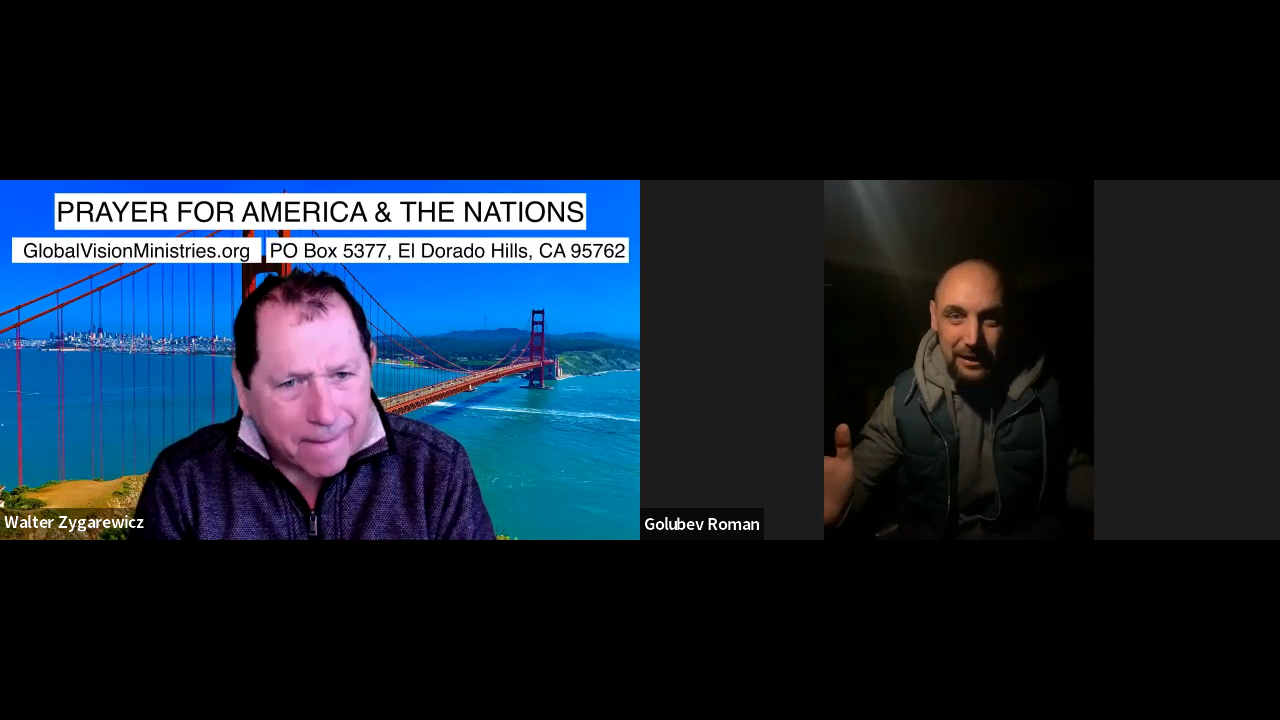 PRAYER FOR AMERICA & THE NATIONS
GlobalVisionMinistries.org PO Box 5377, El Dorado Hills, CA 95762
Walter Zygarewicz
Golubev Roman